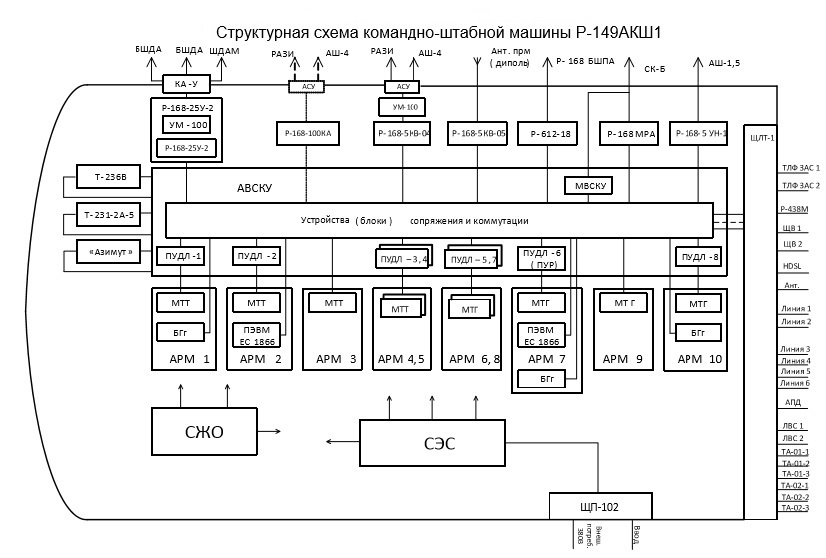 Структурная схема командно-штабной машины Р-149АКШ1
БШДА
БШДА
ШДАМ
РАЗИ
АШ-4
РАЗИ
АШ-4
Ант. прм
( диполь)
Р- 168 БШПА
СК-Б
АШ-1,5
КА -У
АСУ
АСУ
Р-168-25У-2
УМ -100
Р-168-25У-2
УМ-100
Р-168-100КА
Р-168-5КВ-04
Р-168-5КВ-05
Р-612-18
Р-168 МРА
Р-168-5 УН-1
ЩЛТ-1
Т- 236В
Т-231-2А-5
«Азимут»
АВСКУ
МВСКУ
Устройства ( блоки ) сопряжения и коммутации
ПУДЛ -1
ПУДЛ -2
ПУДЛ -3,4
ПУДЛ -5,7
ПУДЛ -6
( ПУР)
ПУДЛ -8
МТТ
БГг
АРМ 1
МТТ
ПЭВМ
ЕС 1866
АРМ 2
МТТ
АРМ 3
МТТ
АРМ 4,5
МТГ
АРМ 6,8
МТГ
ПЭВМ
ЕС 1866
АРМ 7
БГг
МТ Г
АРМ 9
МТГ
БГг
АРМ 10
СЖО
СЭС
ЩП-102
Внеш.
потреб.
380В
Ввод
ТЛФ ЗАС 1
ТЛФ ЗАС 2
Р-438М
ЩВ 1
ЩВ 2
HDSL
Ант.
Линия 1
Линия 2
Линия 3
Линия 4
Линия 5
Линия 6
АПД
ЛВС 1
ЛВС 2
ТА-01-1
ТА-01-2
ТА-01-3
ТА-02-1
ТА-02-2
ТА-02-3